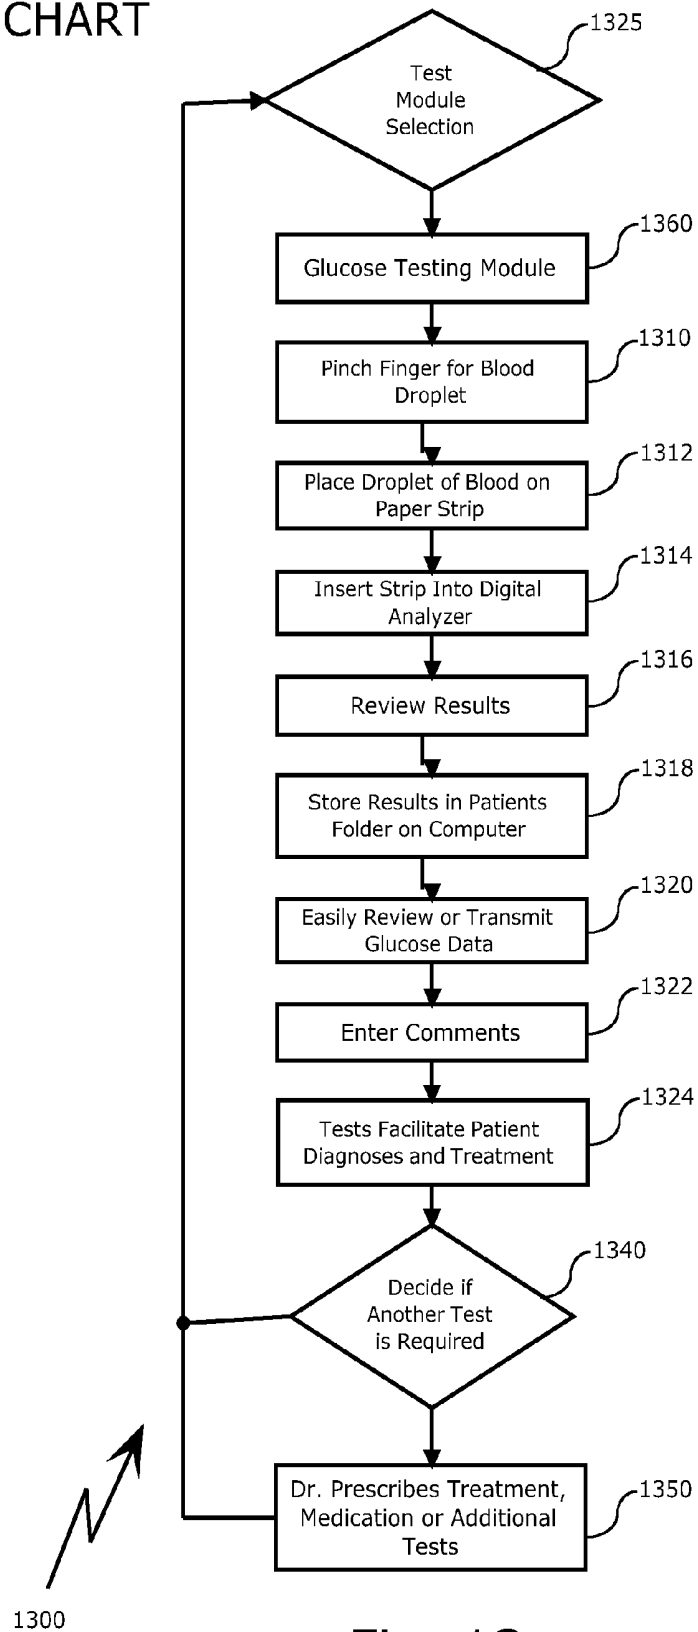 CHART
1325
Test
Module
Selection
1360
Glucose Testing Module
1310
Pinch Finger for Blood
Droplet
1312
Place Droplet of Blood on
Paper Strip
1314
Insert Strip Into Digital
Analyzer
1316
Review Results
1318
Store Results in Patients
Folder on Computer
1320
Easily Review or Transmit
Glucose Data
1322
Enter Comments
1324
Tests Facilitate Patient
Diagnoses and Treatment
1340
Decide if
Another Test
is Required
1350
Dr. Prescribes Treatment,
Medication or Additional
Tests
1300